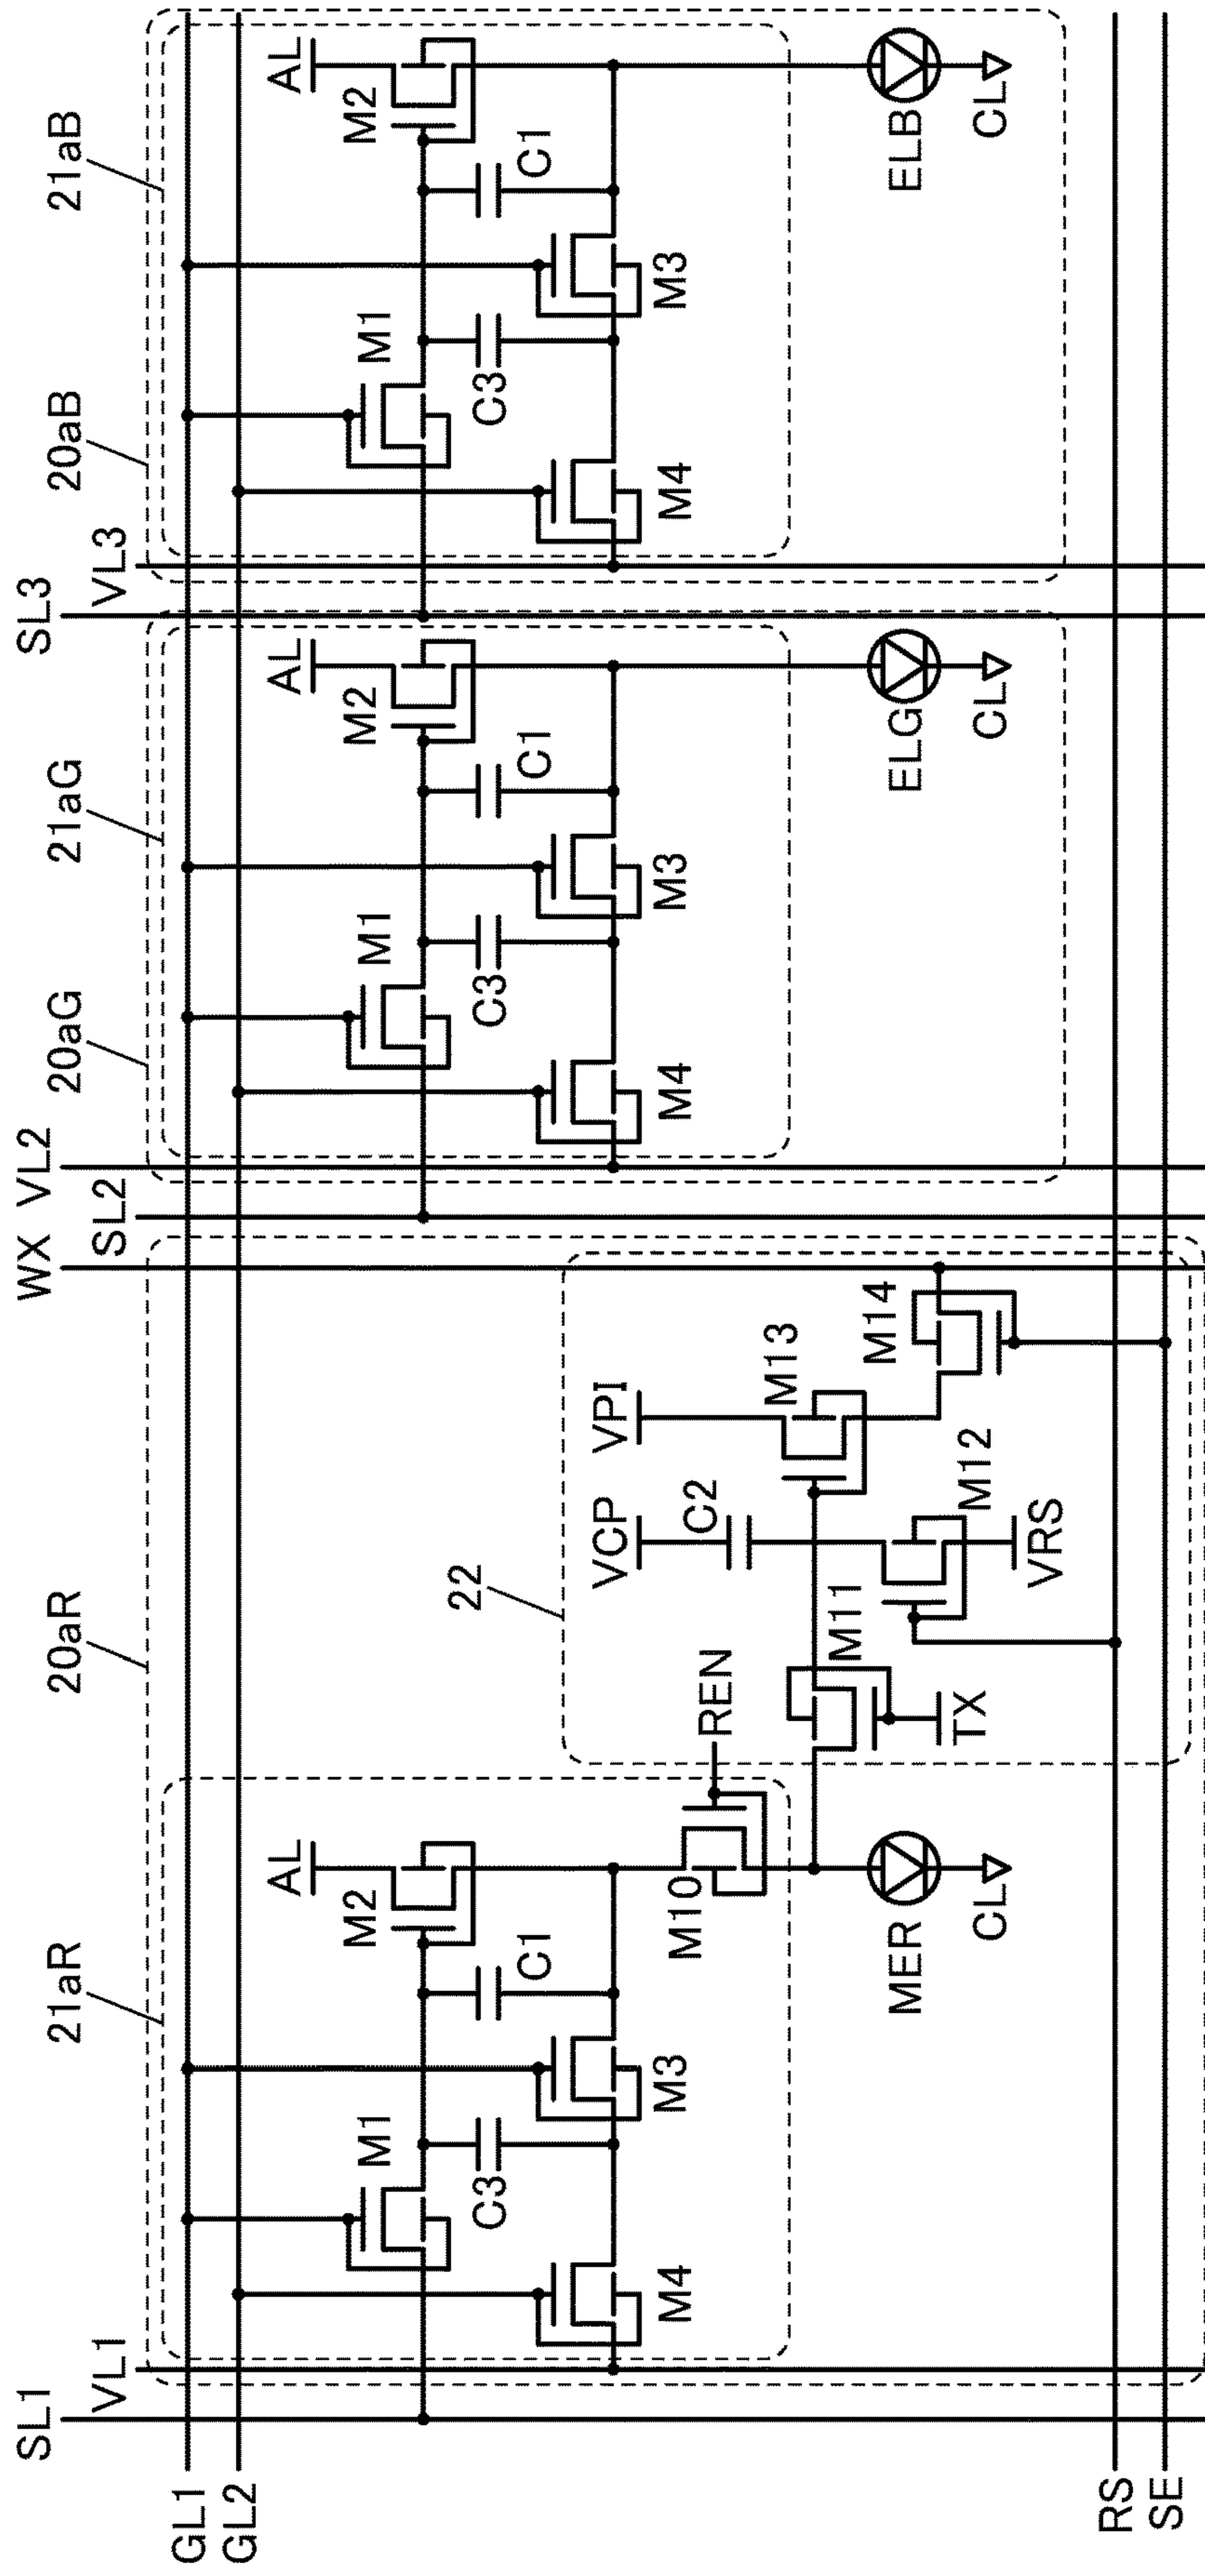 20aR
21aR
20aG
21aG
20aB
21aB
SL1
VL1
WX
SL2
VL2
SL3
VL3
GL1
GL2
M1
M2
AL
C3
C1
M4
M3
M10
REN
MER
CL
22
VCP
C2
VPI
M13
M11
M12
M14
TX
VRS
M1
M2
AL
C3
C1
M4
M3
ELG
CL
M1
M2
AL
C3
C1
M4
M3
ELB
CL
RS
SE